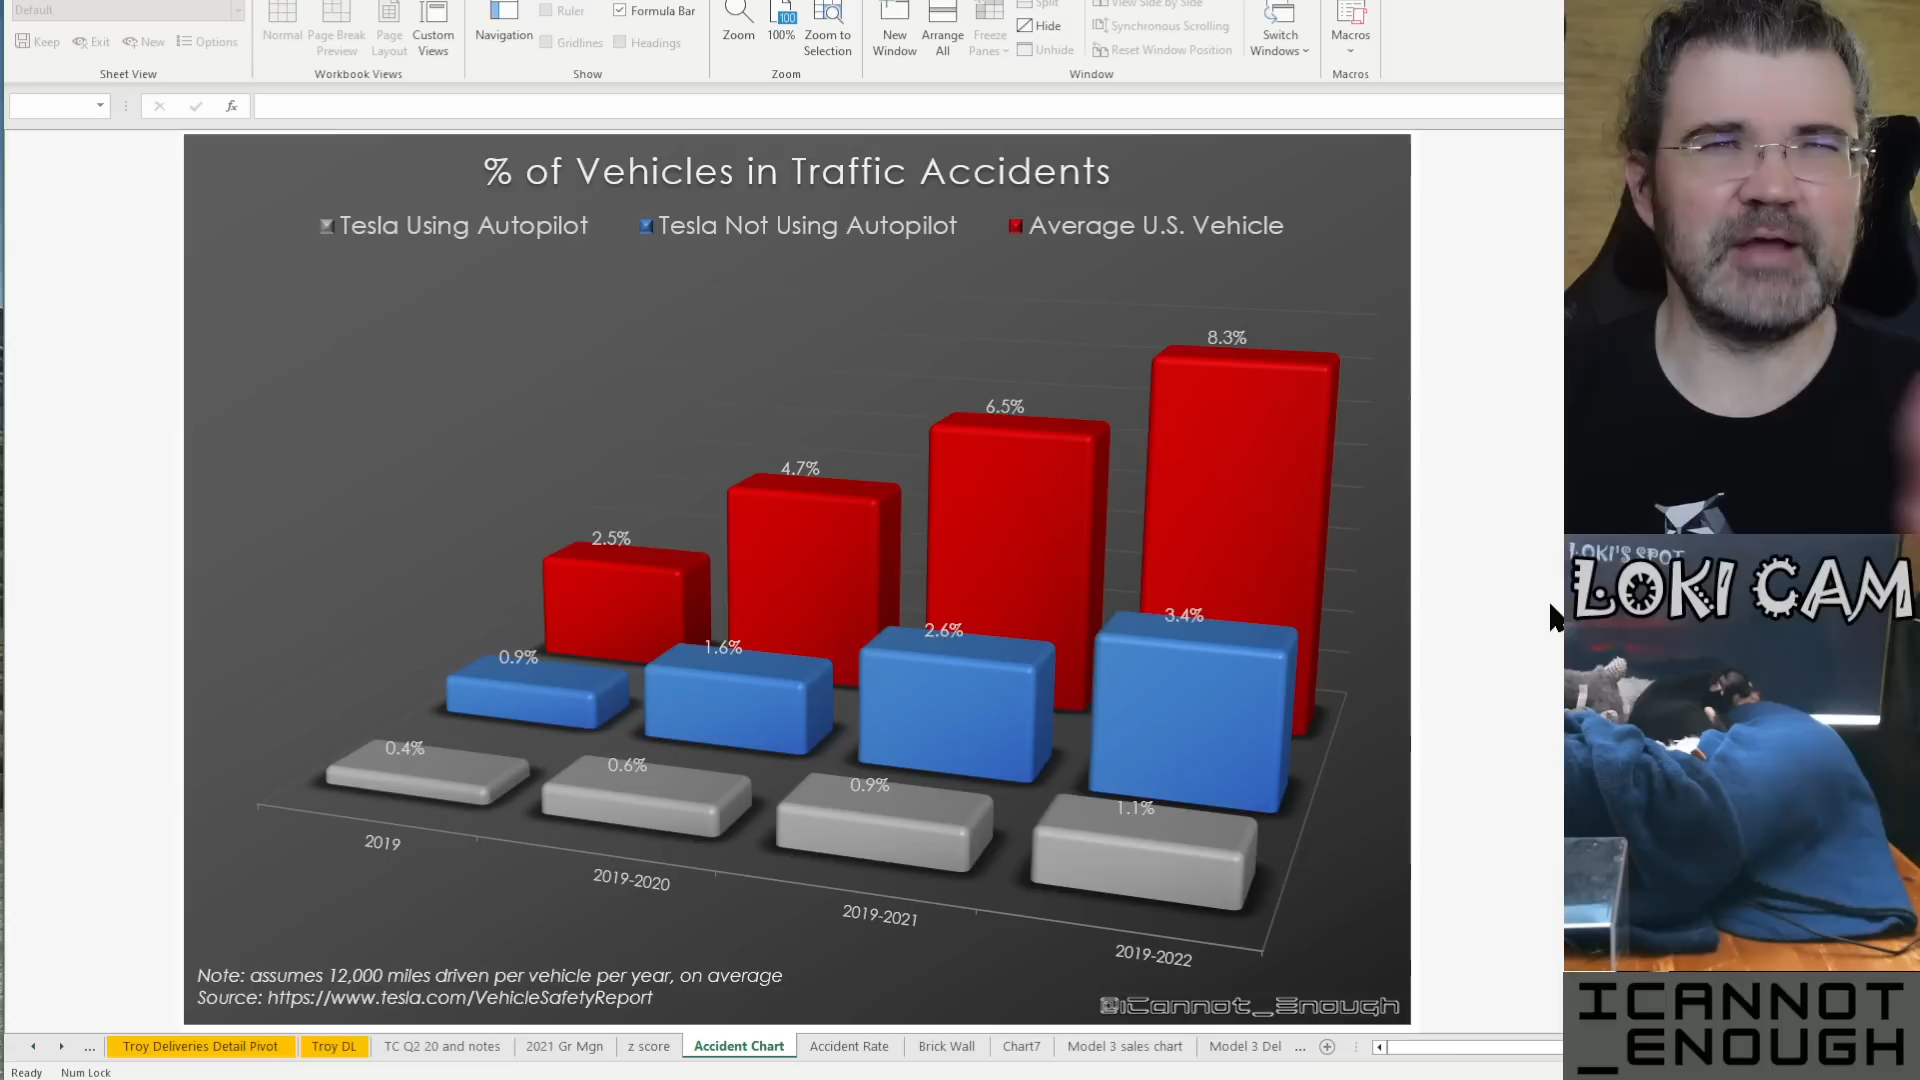 Default
Keep Exit New Options
Sheet View
Normal Page Break Preview Page Layout Custom Views
Workbook Views
Navigation
Ruler Formula Bar
Gridlines Headings
Show
Zoom 100% Zoom to Selection
Zoom
New Window Arrange All Freeze Panes
Split
Hide
Unhide
View Side by Side
Synchronous Scrolling
Reset Window Position
Switch Windows
Window
Macros
Macros
fx
% of Vehicles in Traffic Accidents
Tesla Using Autopilot Tesla Not Using Autopilot Average U.S. Vehicle
8.3%
6.5%
4.7%
2.5%
3.4%
2.6%
1.6%
0.9%
0.4%
0.6%
0.9%
1.1%
2019
2019-2020
2019-2021
2019-2022
Note: assumes 12,000 miles driven per vehicle per year, on average
Source: https://www.tesla.com/VehicleSafetyReport
@iCannot_Enough
LOKI'S SPOT
LOKI CAM
ICANNOT
_ENOUGH
... Troy Deliveries Detail Pivot Troy DL TC Q2 20 and notes 2021 Gr Mgn z score Accident Chart Accident Rate Brick Wall Chart7 Model 3 sales chart Model 3 Del ...
Ready Num Lock